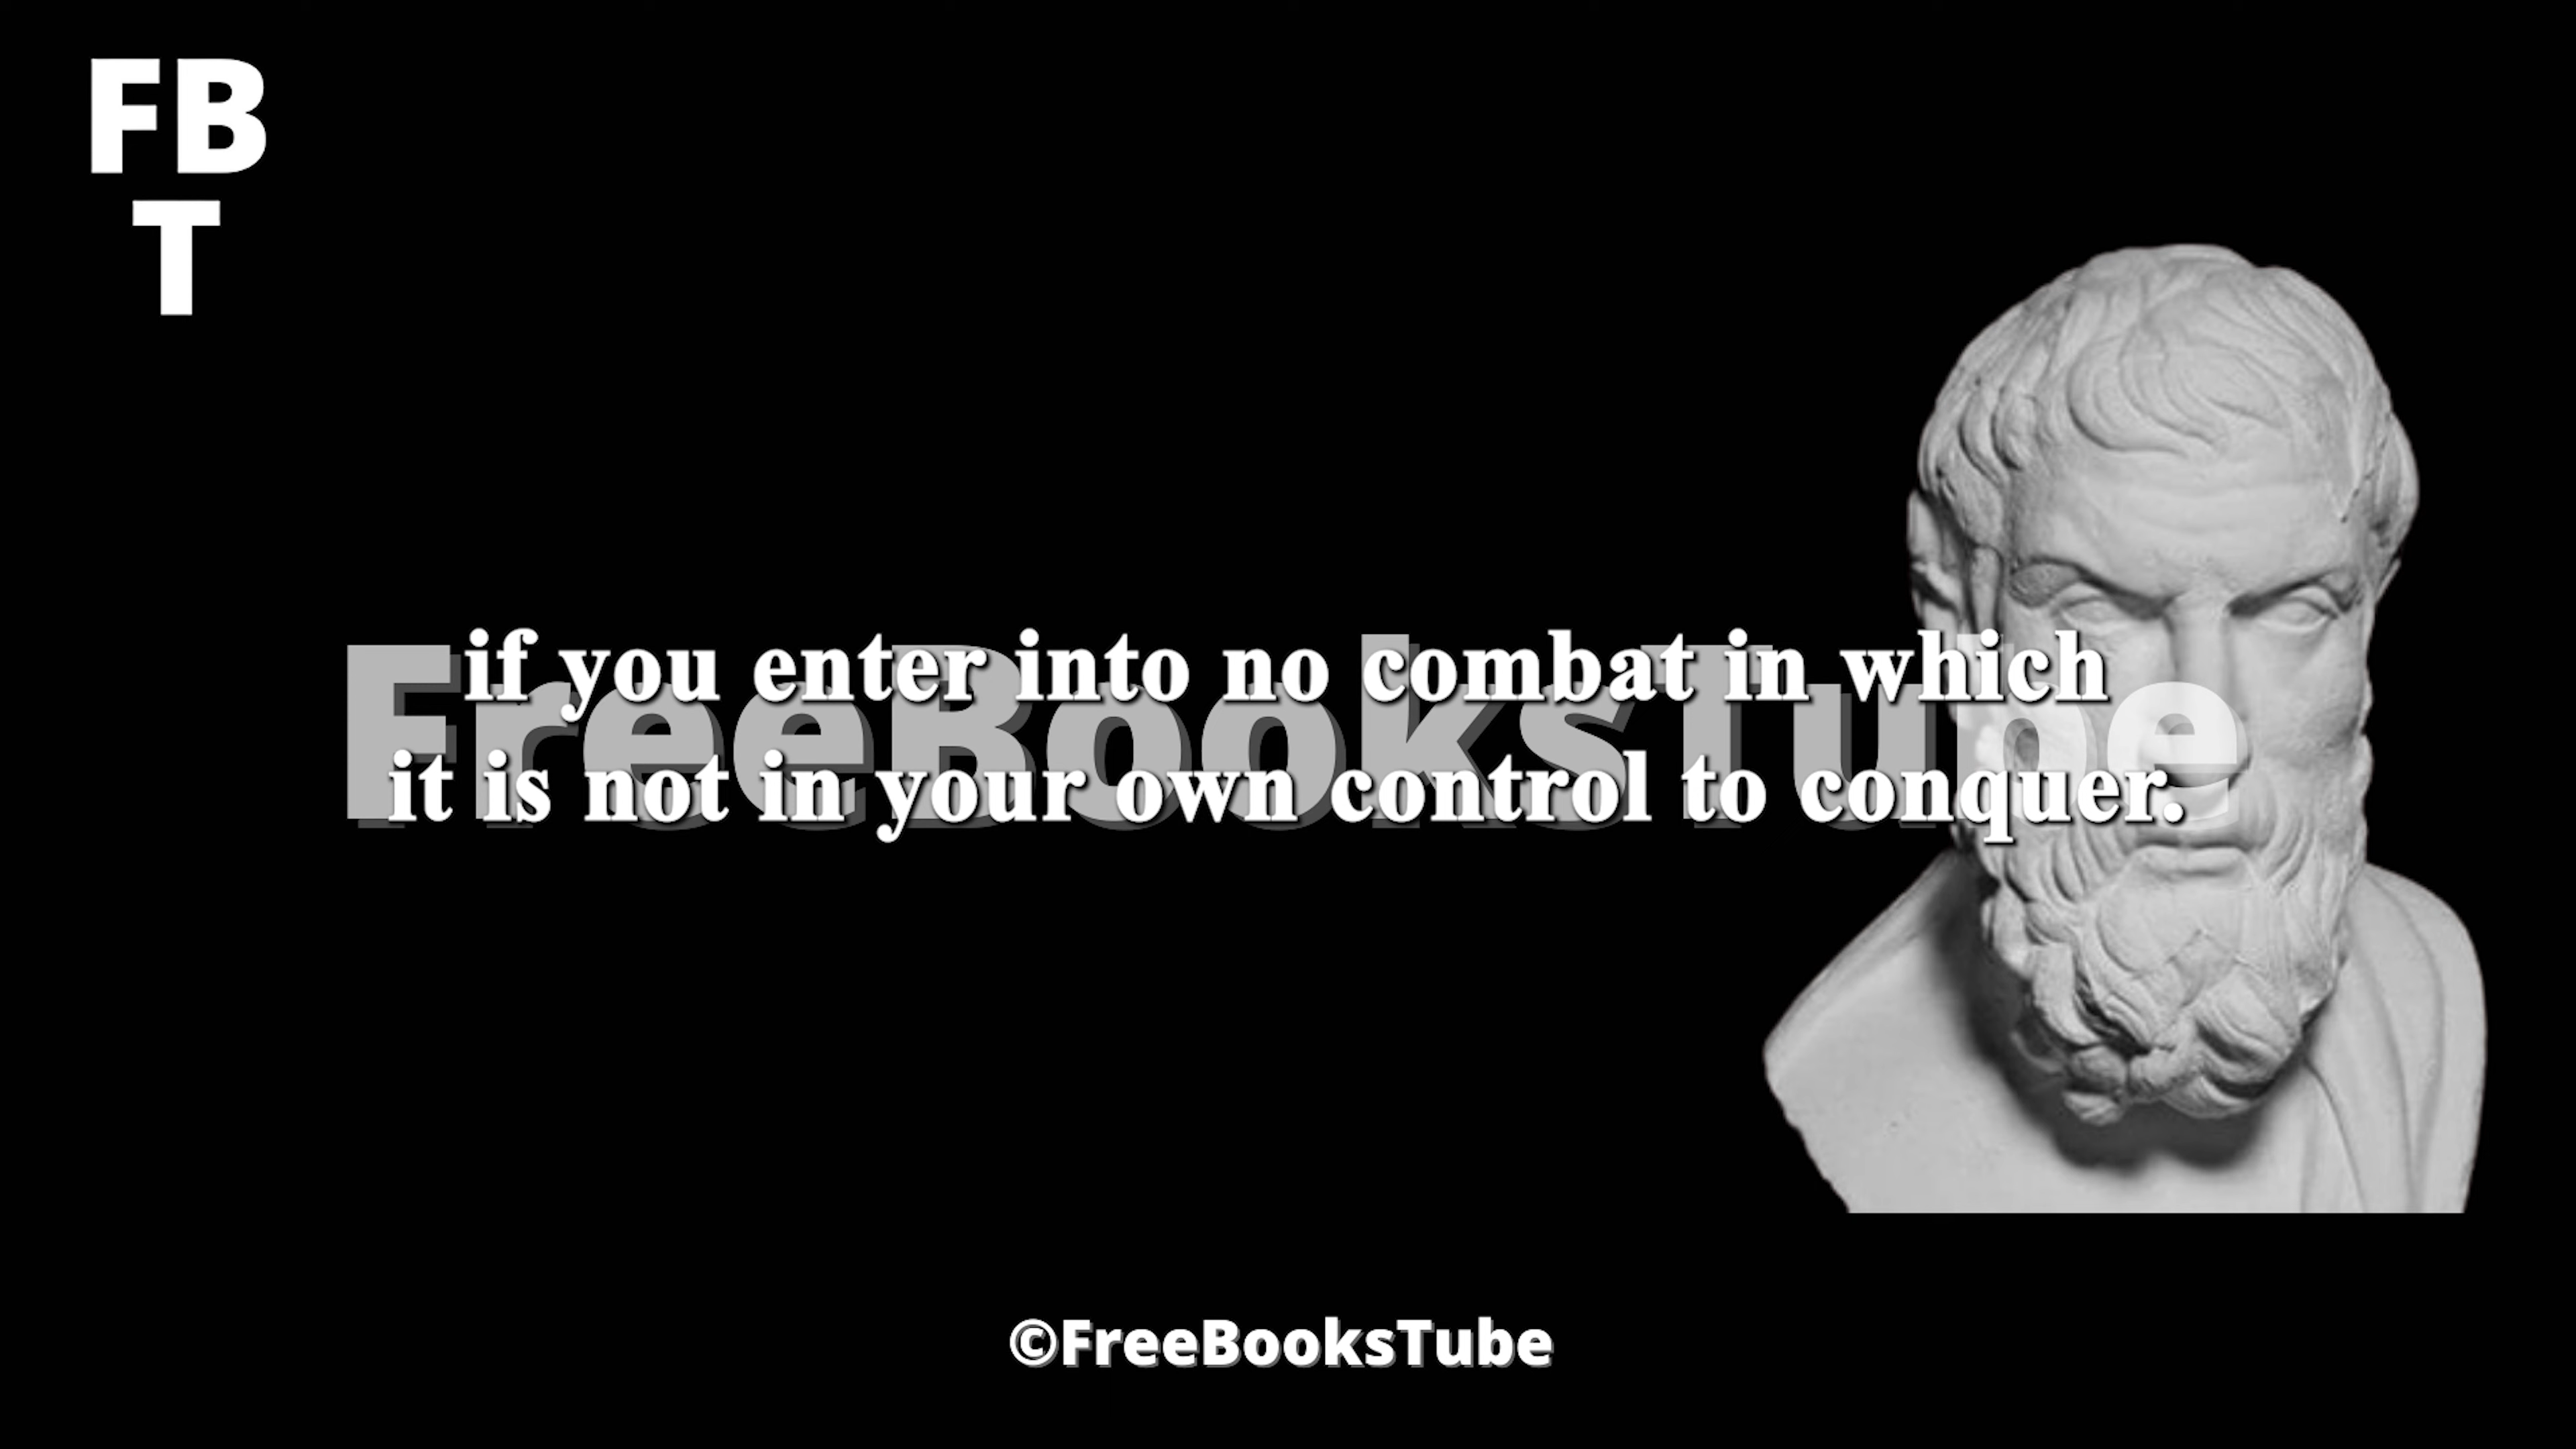 FB
T
FreeBooksTube
if you enter into no combat in which
it is not in your own control to conquer.
©FreeBooksTube